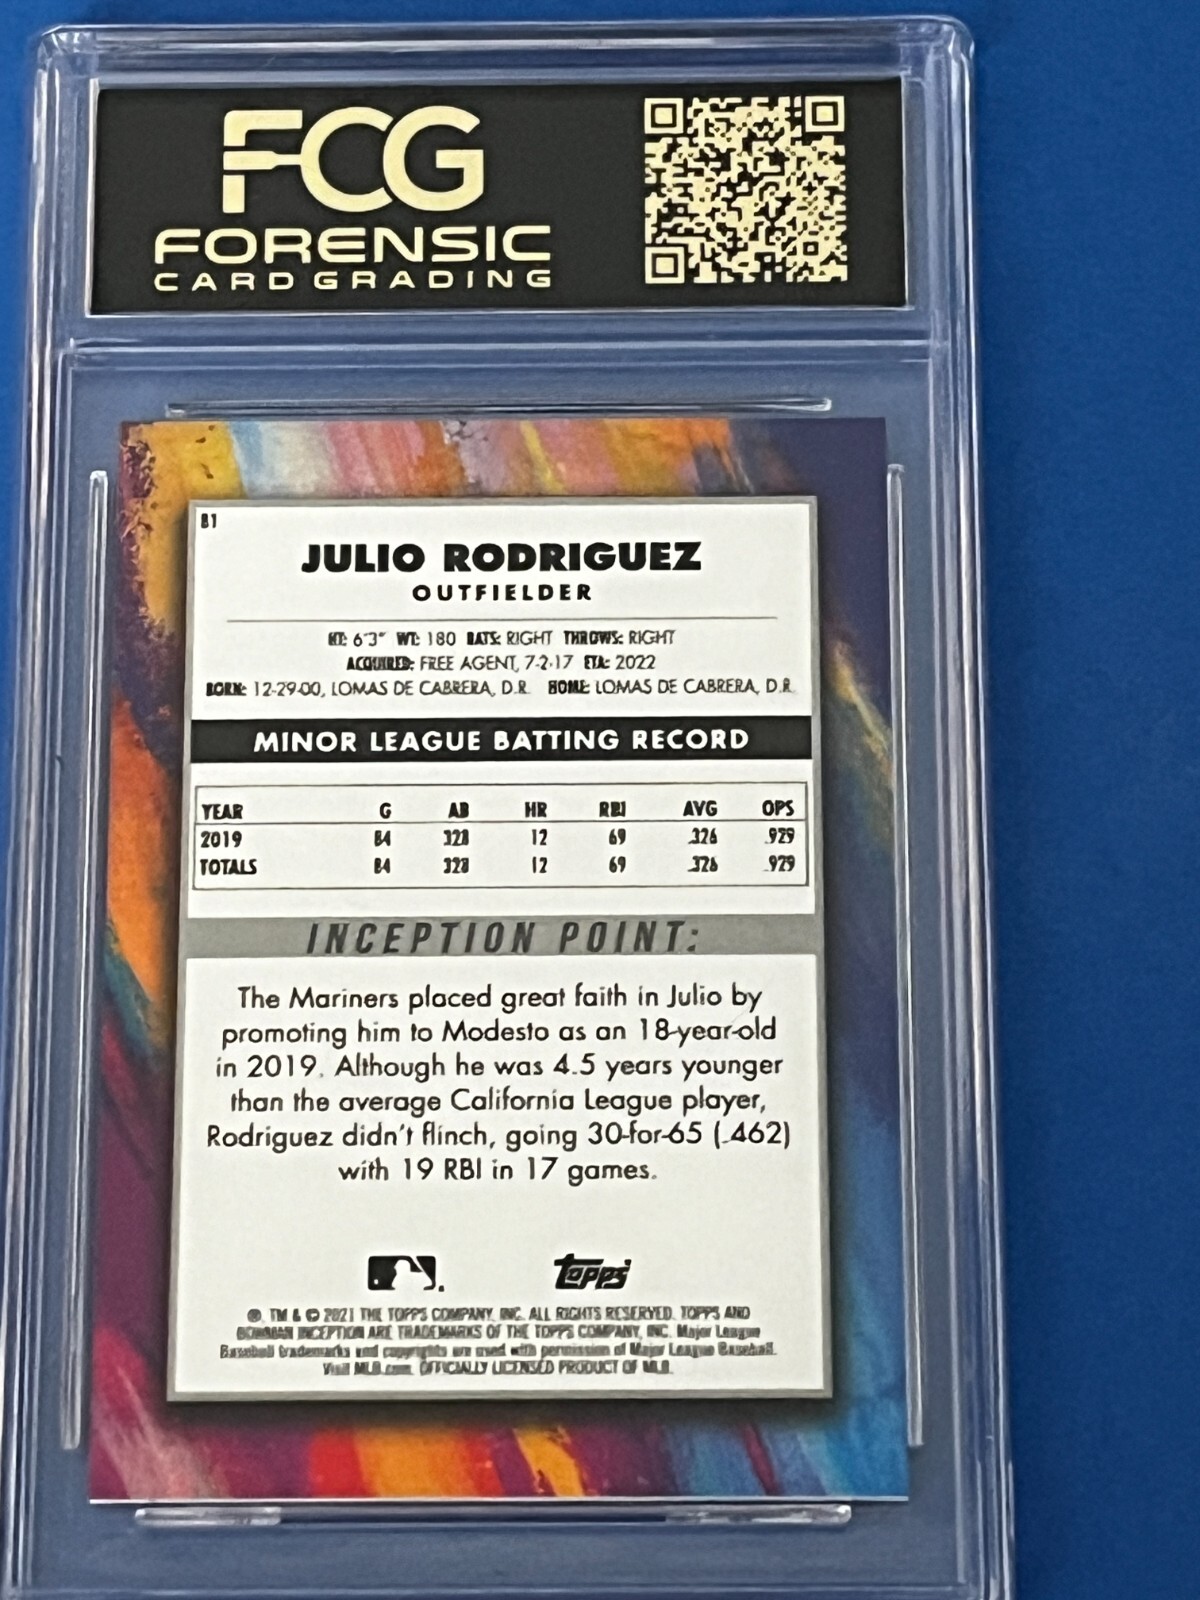 FCG
FORENSIC
CARD GRADING
81
JULIO RODRIGUEZ
OUTFIELDER
HT: 6'3" WT: 180 BATS: RIGHT THROWS: RIGHT
ACQUIRED: FREE AGENT, 7-2-17 ETA: 2022
BORN: 12-29-00, LOMAS DE CABRERA, D.R. HOME: LOMAS DE CABRERA, D.R.
MINOR LEAGUE BATTING RECORD
YEAR G AB HR RBI AVG OPS
2019 84 328 12 69 .326 .929
TOTALS 84 328 12 69 .326 .929
INCEPTION POINT:
The Mariners placed great faith in Julio by
promoting him to Modesto as an 18-year-old
in 2019. Although he was 4.5 years younger
than the average California League player,
Rodriguez didn't flinch, going 30-for-65 (.462)
with 19 RBI in 17 games.
Topps
®, TM & © 2021 THE TOPPS COMPANY, INC. ALL RIGHTS RESERVED. TOPPS AND
BOWMAN INCEPTION ARE TRADEMARKS OF THE TOPPS COMPANY, INC. Major League
Baseball trademarks and copyrights are used with permission of Major League Baseball.
Visit MLB.com. OFFICIALLY LICENSED PRODUCT OF MLB.